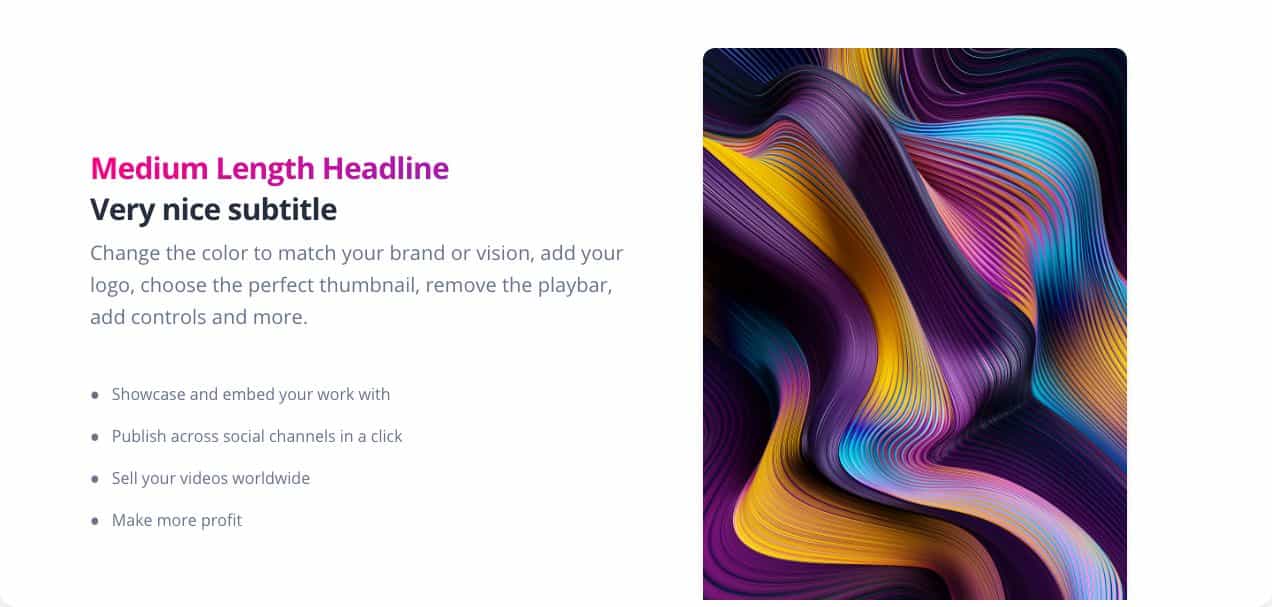 Medium Length Headline
Very nice subtitle
Change the color to match your brand or vision, add your
logo, choose the perfect thumbnail, remove the playbar,
add controls and more.
• Showcase and embed your work with
• Publish across social channels in a click
• Sell your videos worldwide
• Make more profit